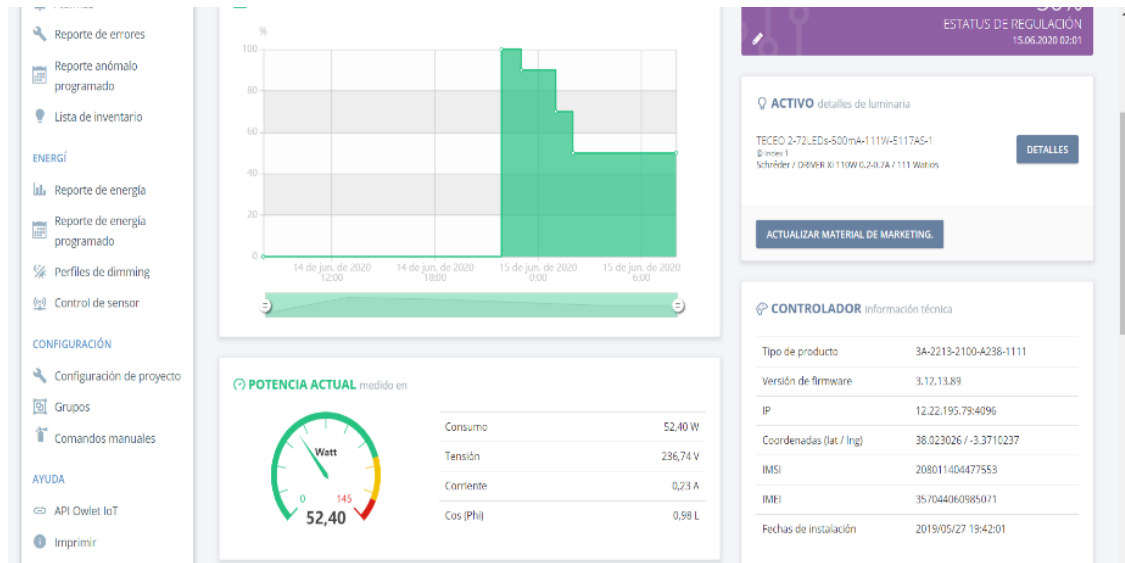 Reporte de errores
Reporte anómalo
programado
Lista de inventario
ENERGÍ
Reporte de energía
Reporte de energía
programado
Perfiles de dimming
Control de sensor
CONFIGURACIÓN
Configuración de proyecto
Grupos
Comandos manuales
AYUDA
API Owlet IoT
Imprimir
%
100
80
60
40
20
0
14 de jun. de 2020
12:00
14 de jun. de 2020
18:00
15 de jun. de 2020
0:00
15 de jun. de 2020
6:00
POTENCIA ACTUAL medido en
Watt
0 145
52,40
Consumo 52,40 W
Tensión 236,74 V
Corriente 0,23 A
Cos (Phi) 0,98 L
ESTATUS DE REGULACIÓN
15.06.2020 02:01
ACTIVO detalles de luminaria
TECEO 2-72LEDs-500mA-111W-5117AS-1
Index 1
Schréder / DRIVER Xi 110W 0.2-0.7A / 111 Watios
DETALLES
ACTUALIZAR MATERIAL DE MARKETING.
CONTROLADOR información técnica
Tipo de producto 3A-2213-2100-A238-1111
Versión de firmware 3.12.13.89
IP 12.22.195.79:4096
Coordenadas (lat / lng) 38.023026 / -3.3710237
IMSI 208011404477553
IMEI 357044060985071
Fechas de instalación 2019/05/27 19:42:01